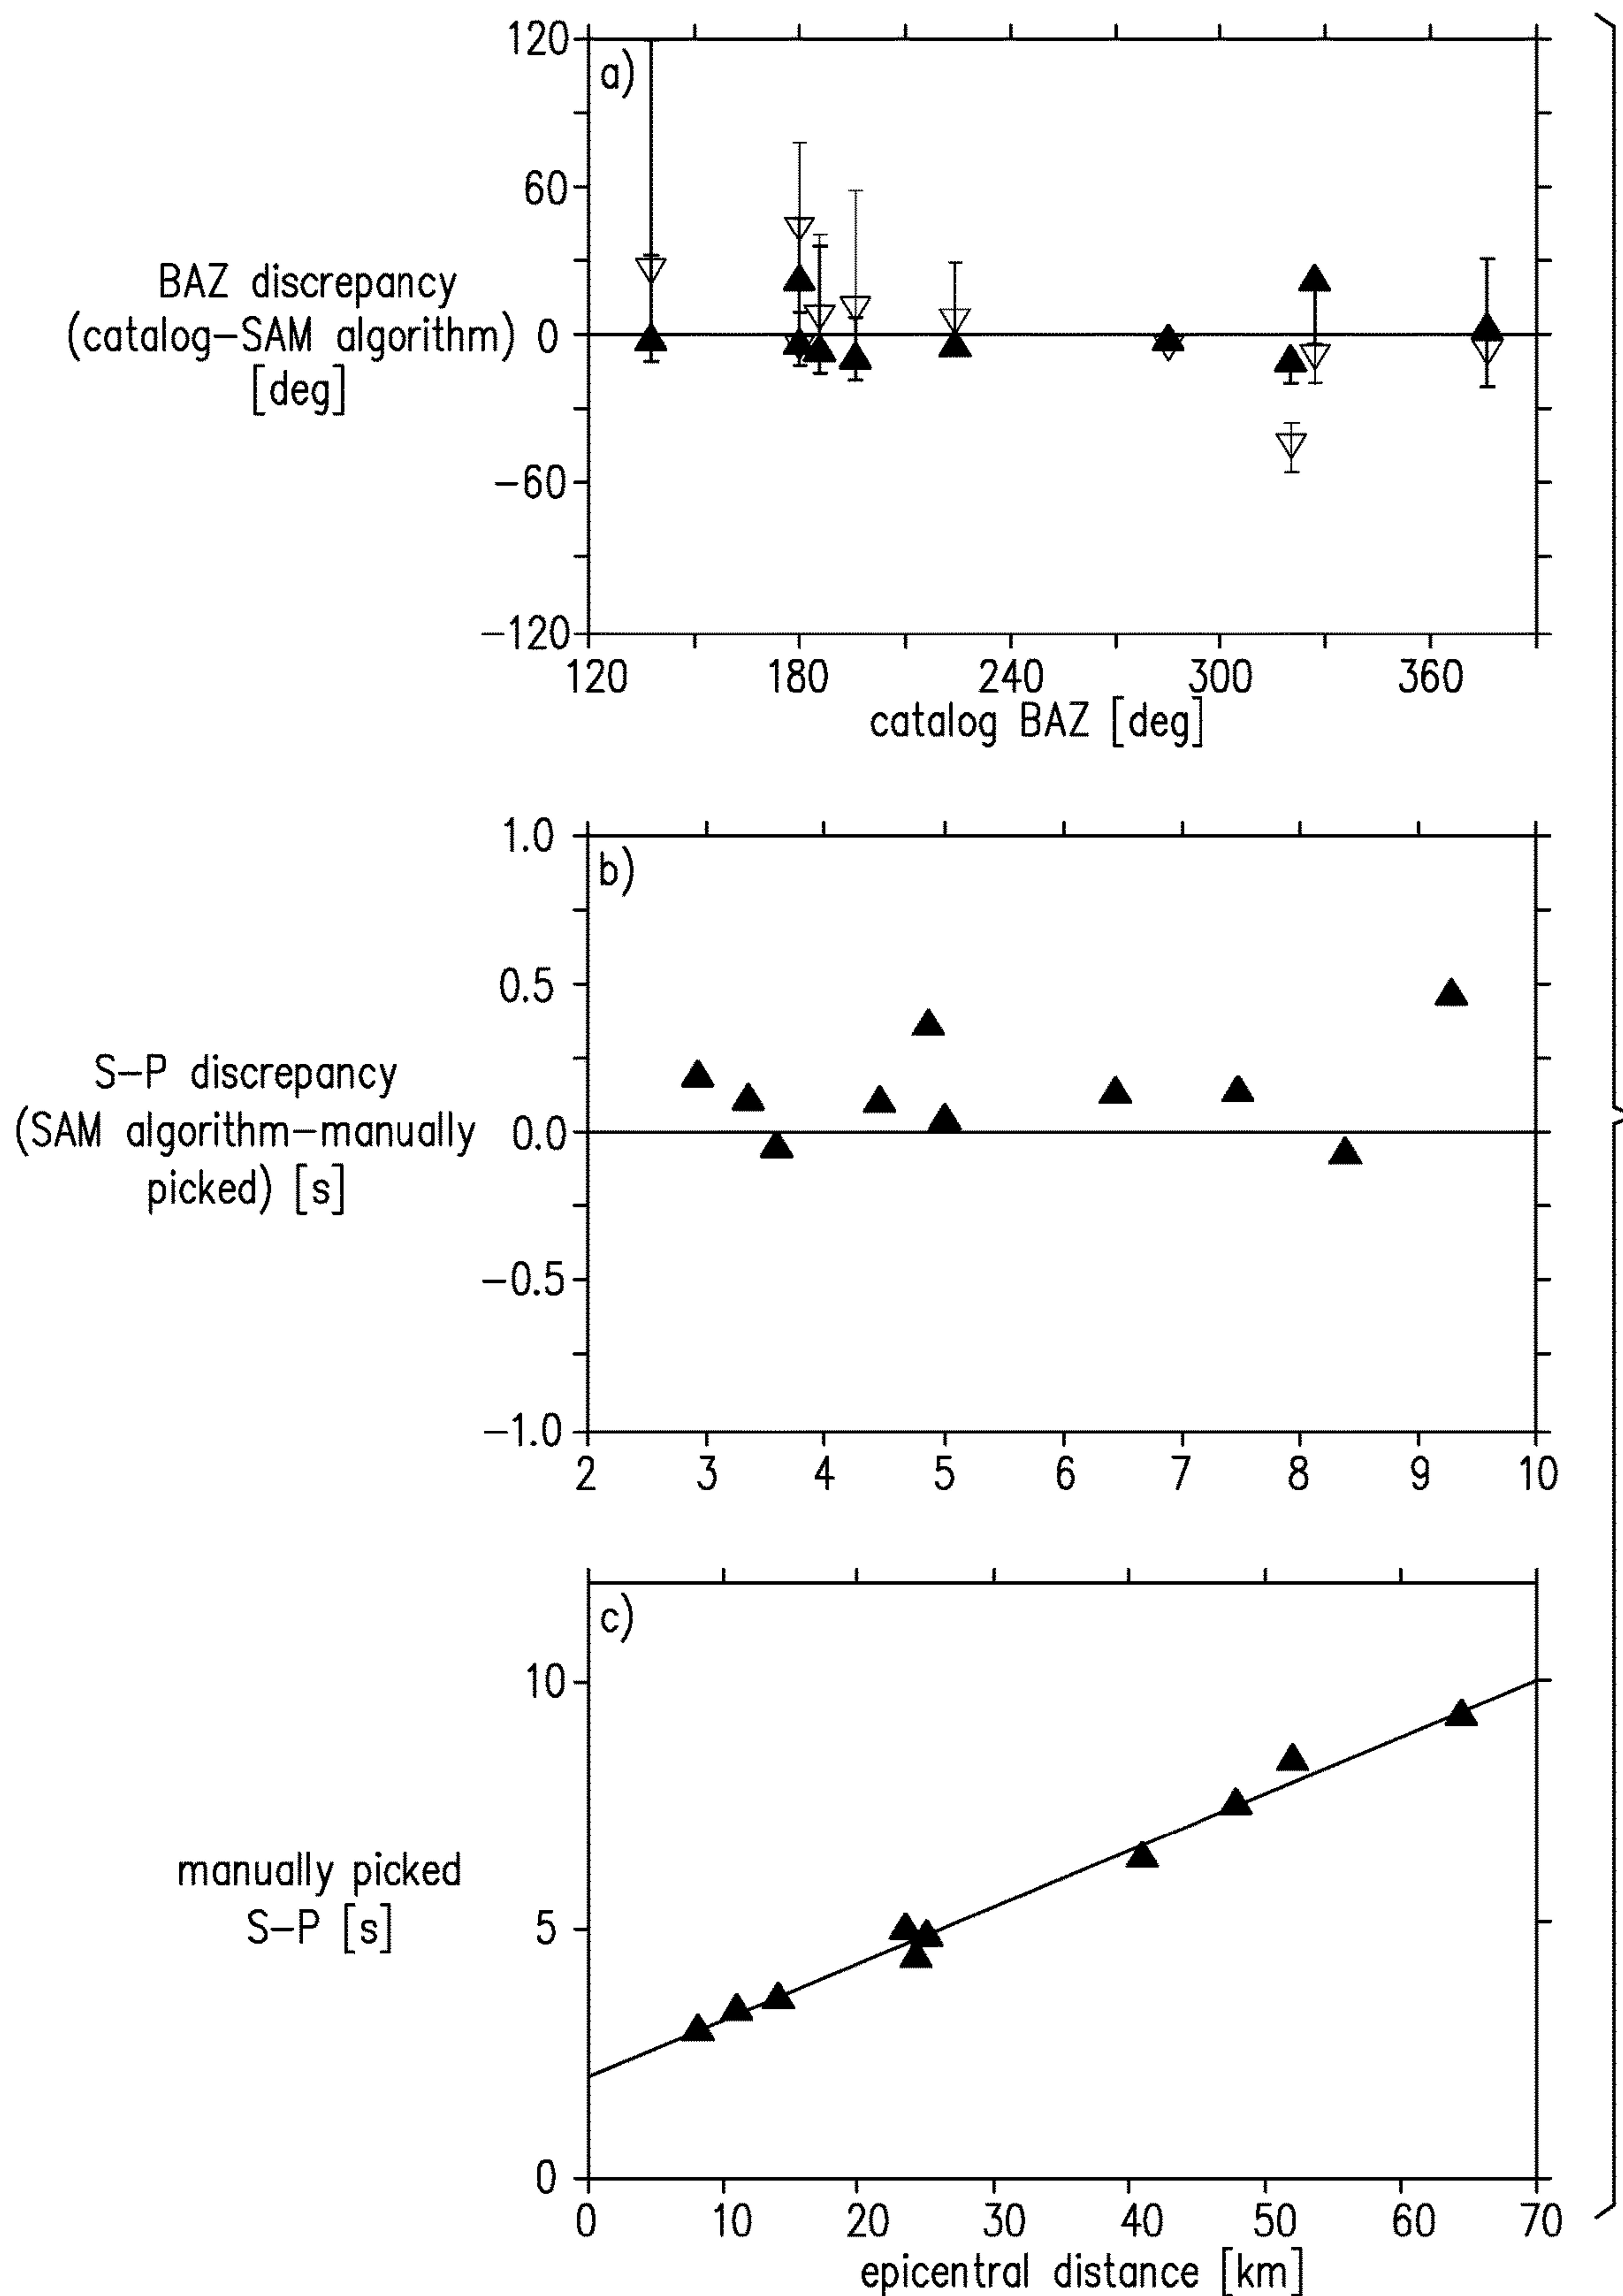 a)
120
60
0
−60
−120
BAZ discrepancy
(catalog−SAM algorithm)
[deg]
120 180 240 300 360
catalog BAZ [deg]
b)
1.0
0.5
0.0
−0.5
−1.0
S−P discrepancy
(SAM algorithm−manually
picked) [s]
2 3 4 5 6 7 8 9 10
c)
10
5
0
manually picked
S−P [s]
0 10 20 30 40 50 60 70
epicentral distance [km]